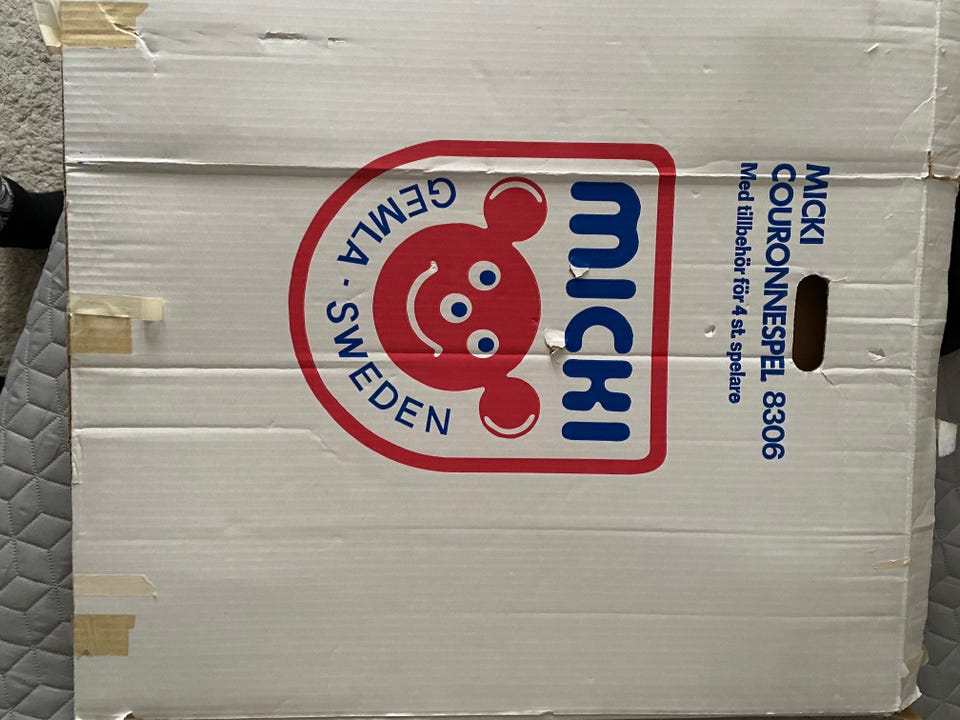 MICKI
COURONNESPEL 8306
Med tillbehör för 4 st. spelare
MICKI
GEMLA · SWEDEN